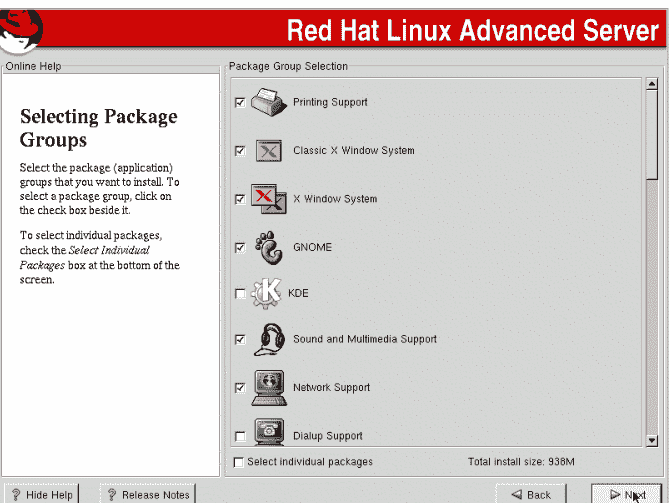 Red Hat Linux Advanced Server
Online Help
Selecting Package
Groups
Select the package (application)
groups that you want to install. To
select a package group, click on
the check box beside it.
To select individual packages,
check the Select Individual
Packages box at the bottom of the
screen.
Package Group Selection
Printing Support
Classic X Window System
X Window System
GNOME
KDE
Sound and Multimedia Support
Network Support
Dialup Support
Select individual packages
Total install size: 938M
Hide Help
Release Notes
Back
Next